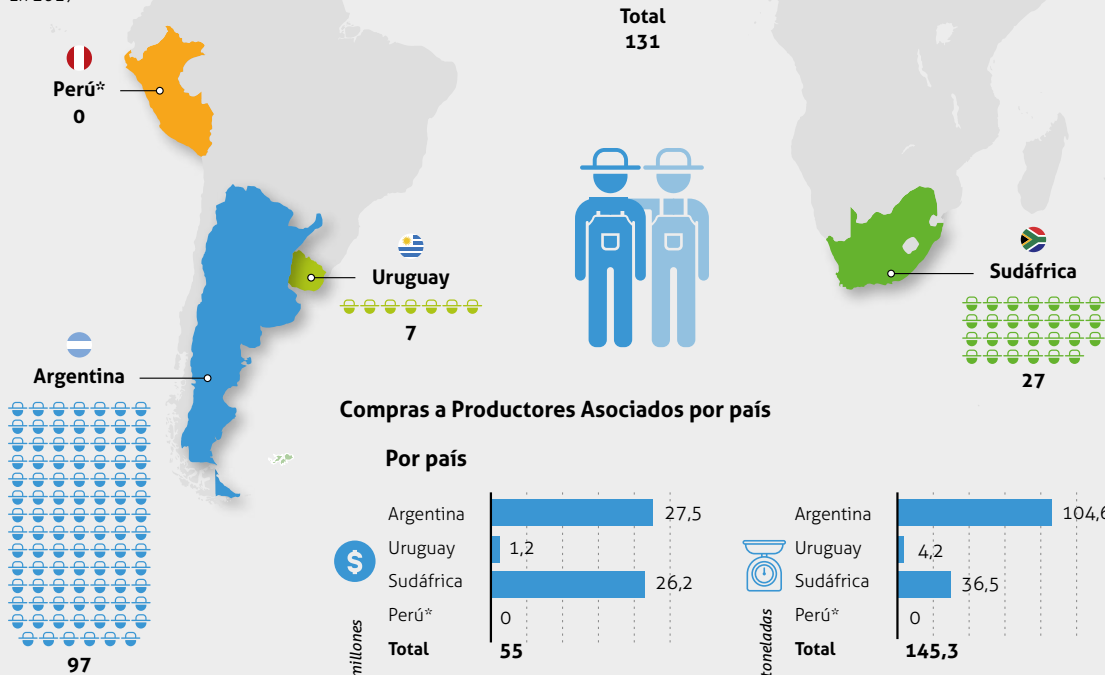 Total
131
Perú*
0
Uruguay
7
Sudáfrica
27
Argentina
97
Compras a Productores Asociados por país
Por país
Argentina 27,5
Uruguay 1,2
Sudáfrica 26,2
Perú* 0
Total 55
millones
Argentina 104,6
Uruguay 4,2
Sudáfrica 36,5
Perú* 0
Total 145,3
toneladas